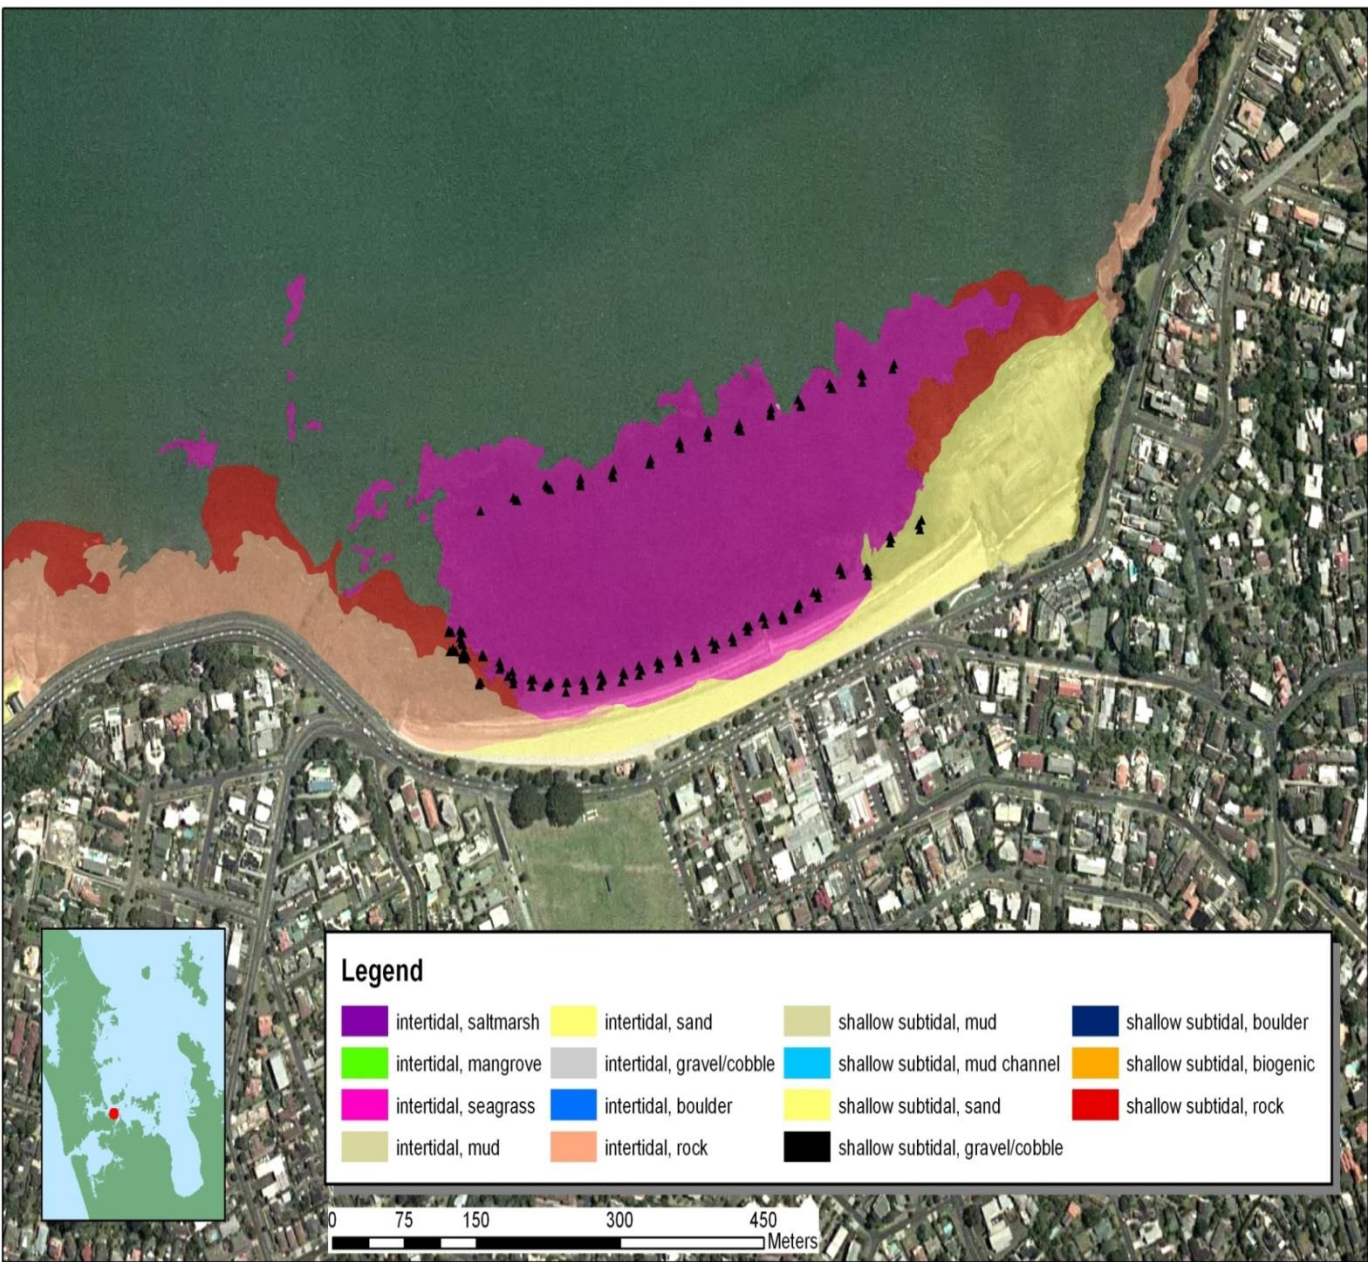 Legend
intertidal, saltmarsh intertidal, sand shallow subtidal, mud shallow subtidal, boulder
intertidal, mangrove intertidal, gravel/cobble shallow subtidal, mud channel shallow subtidal, biogenic
intertidal, seagrass intertidal, boulder shallow subtidal, sand shallow subtidal, rock
intertidal, mud intertidal, rock shallow subtidal, gravel/cobble
0 75 150 300 450
Meters